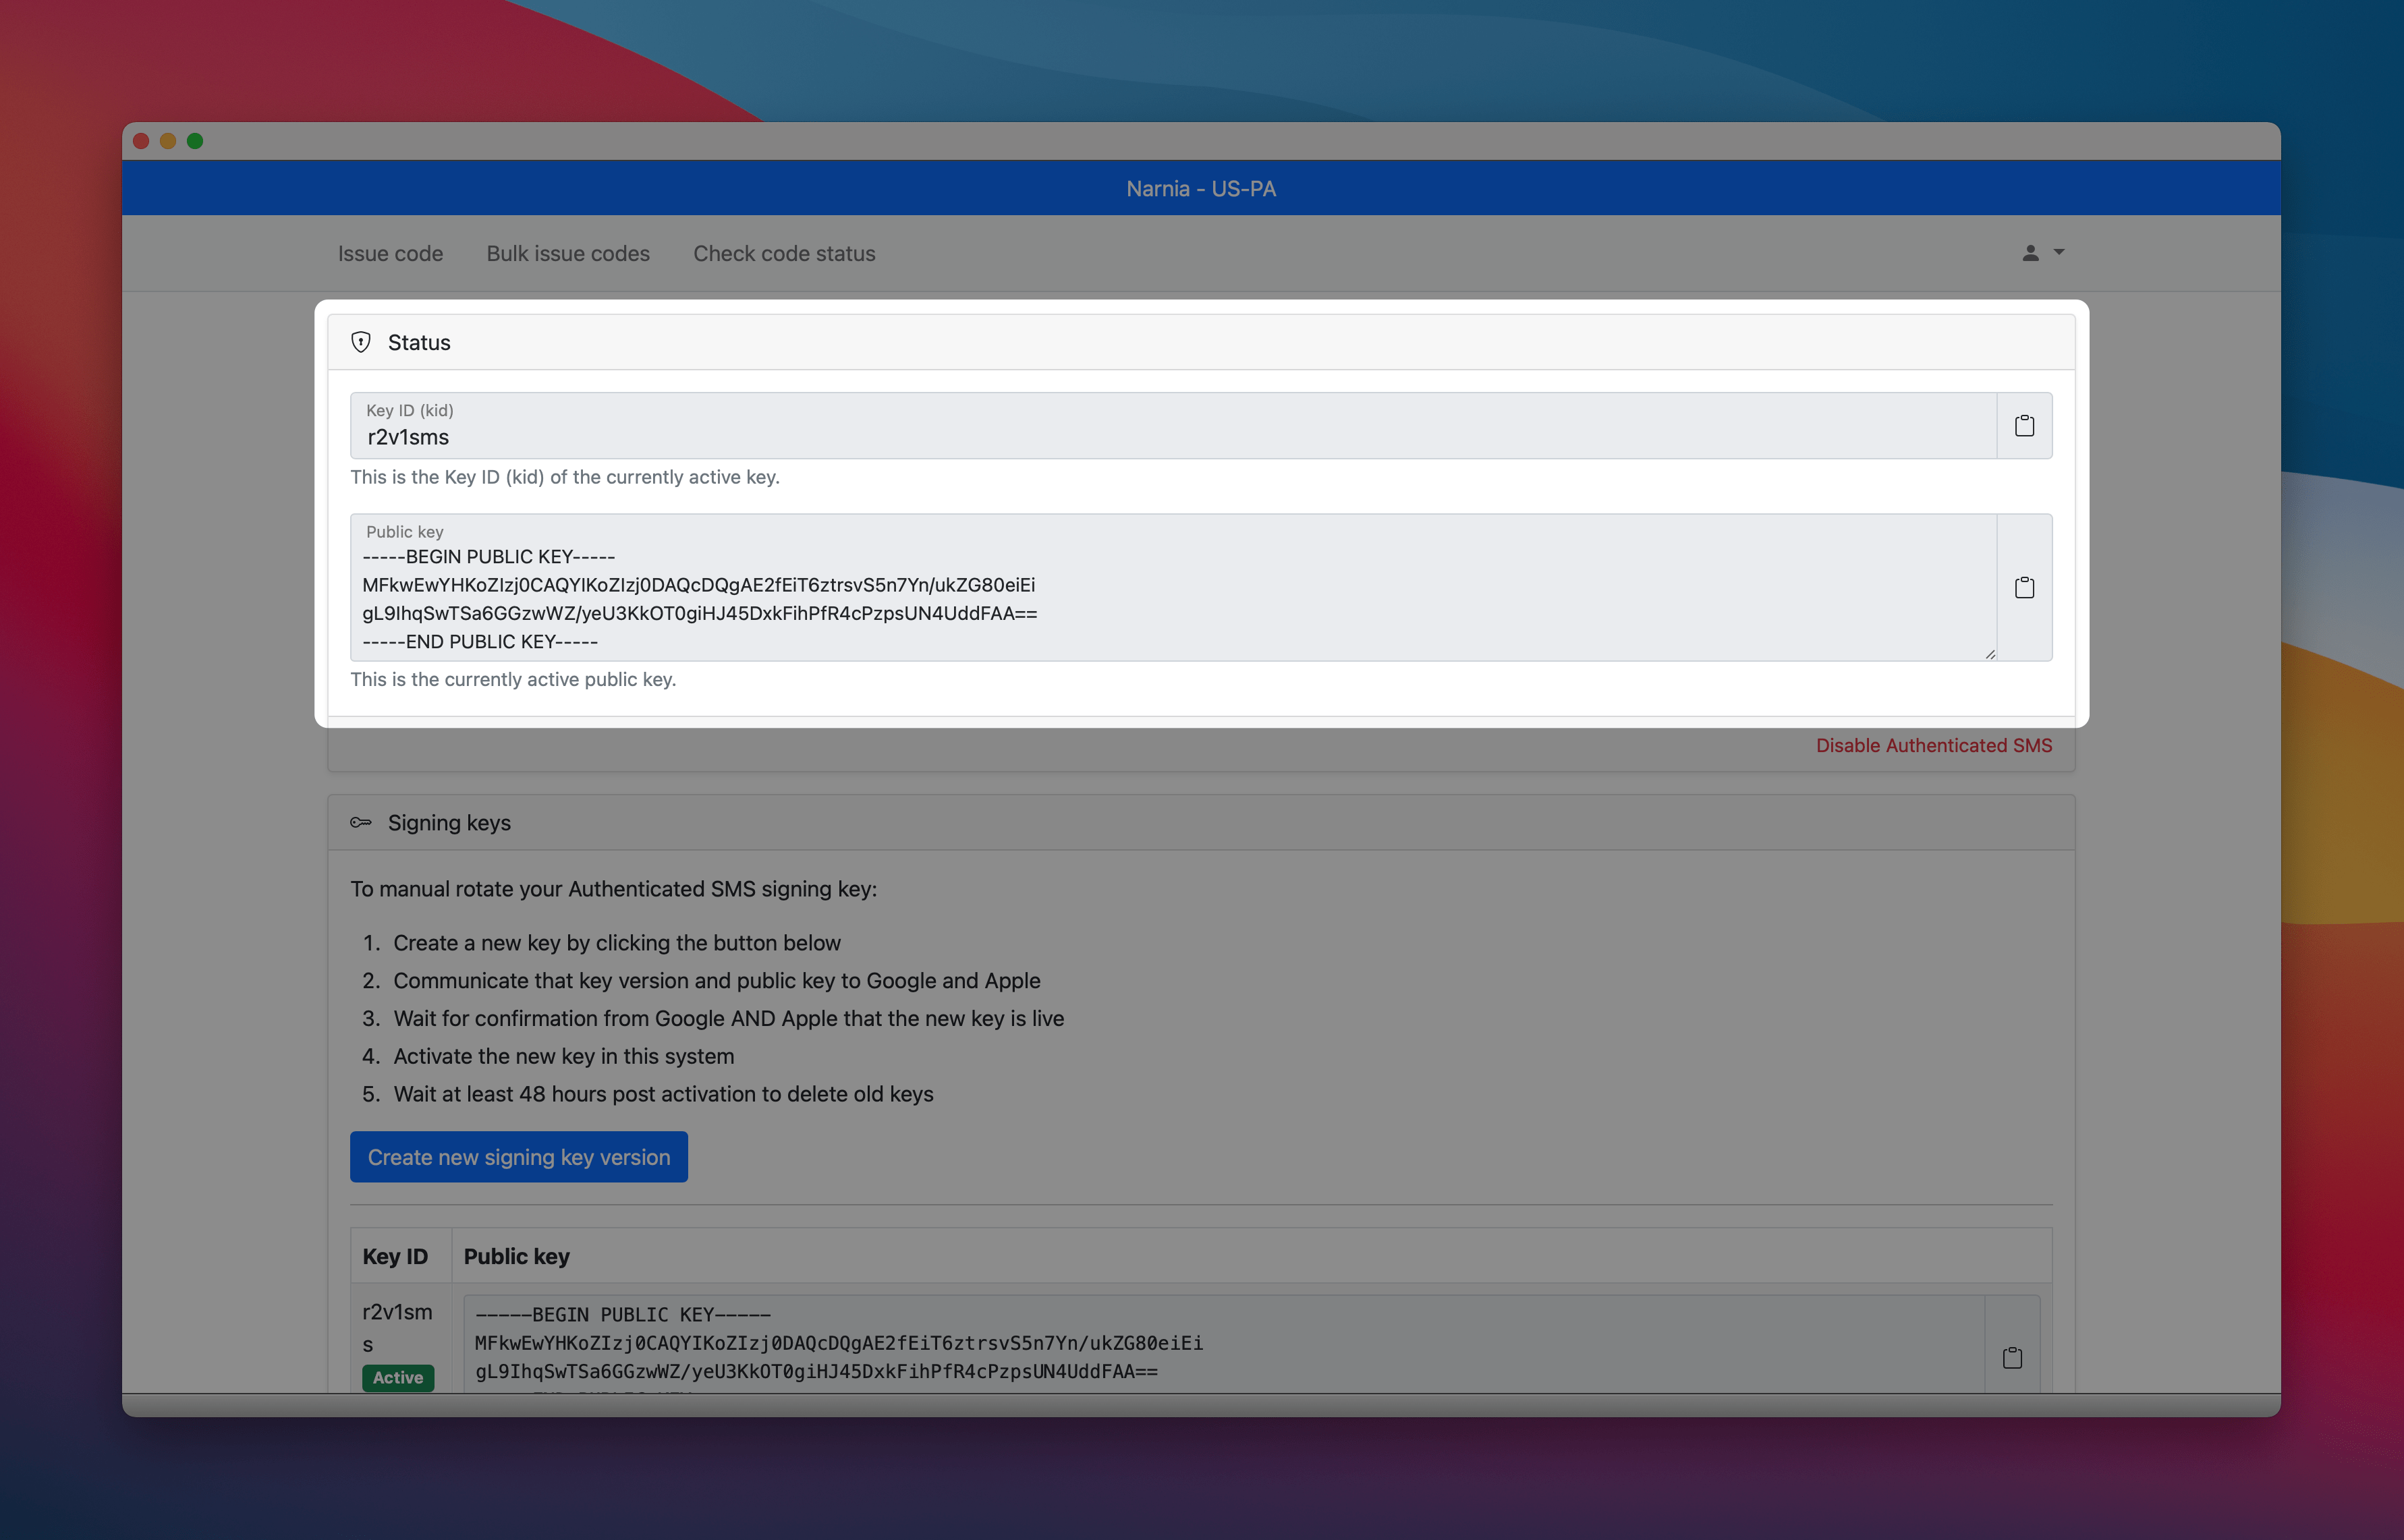 Narnia - US-PA
Issue code
Bulk issue codes
Check code status
Status
Key ID (kid)
r2v1sms
This is the Key ID (kid) of the currently active key.
Public key
-----BEGIN PUBLIC KEY-----
MFkwEwYHKoZIzj0CAQYIKoZIzj0DAQcDQgAE2fEiT6ztrsvS5n7Yn/ukZG80eiEi
gL9IhqSwTSa6GGzwWZ/yeU3KkOT0giHJ45DxkFihPfR4cPzpsUN4UddFAA==
-----END PUBLIC KEY-----
This is the currently active public key.
Disable Authenticated SMS
Signing keys
To manual rotate your Authenticated SMS signing key:
1. Create a new key by clicking the button below
2. Communicate that key version and public key to Google and Apple
3. Wait for confirmation from Google AND Apple that the new key is live
4. Activate the new key in this system
5. Wait at least 48 hours post activation to delete old keys
Create new signing key version
Key ID
Public key
r2v1sm
s
Active
-----BEGIN PUBLIC KEY-----
MFkwEwYHKoZIzj0CAQYIKoZIzj0DAQcDQgAE2fEiT6ztrsvS5n7Yn/ukZG80eiEi
gL9IhqSwTSa6GGzwWZ/yeU3KkOT0giHJ45DxkFihPfR4cPzpsUN4UddFAA==